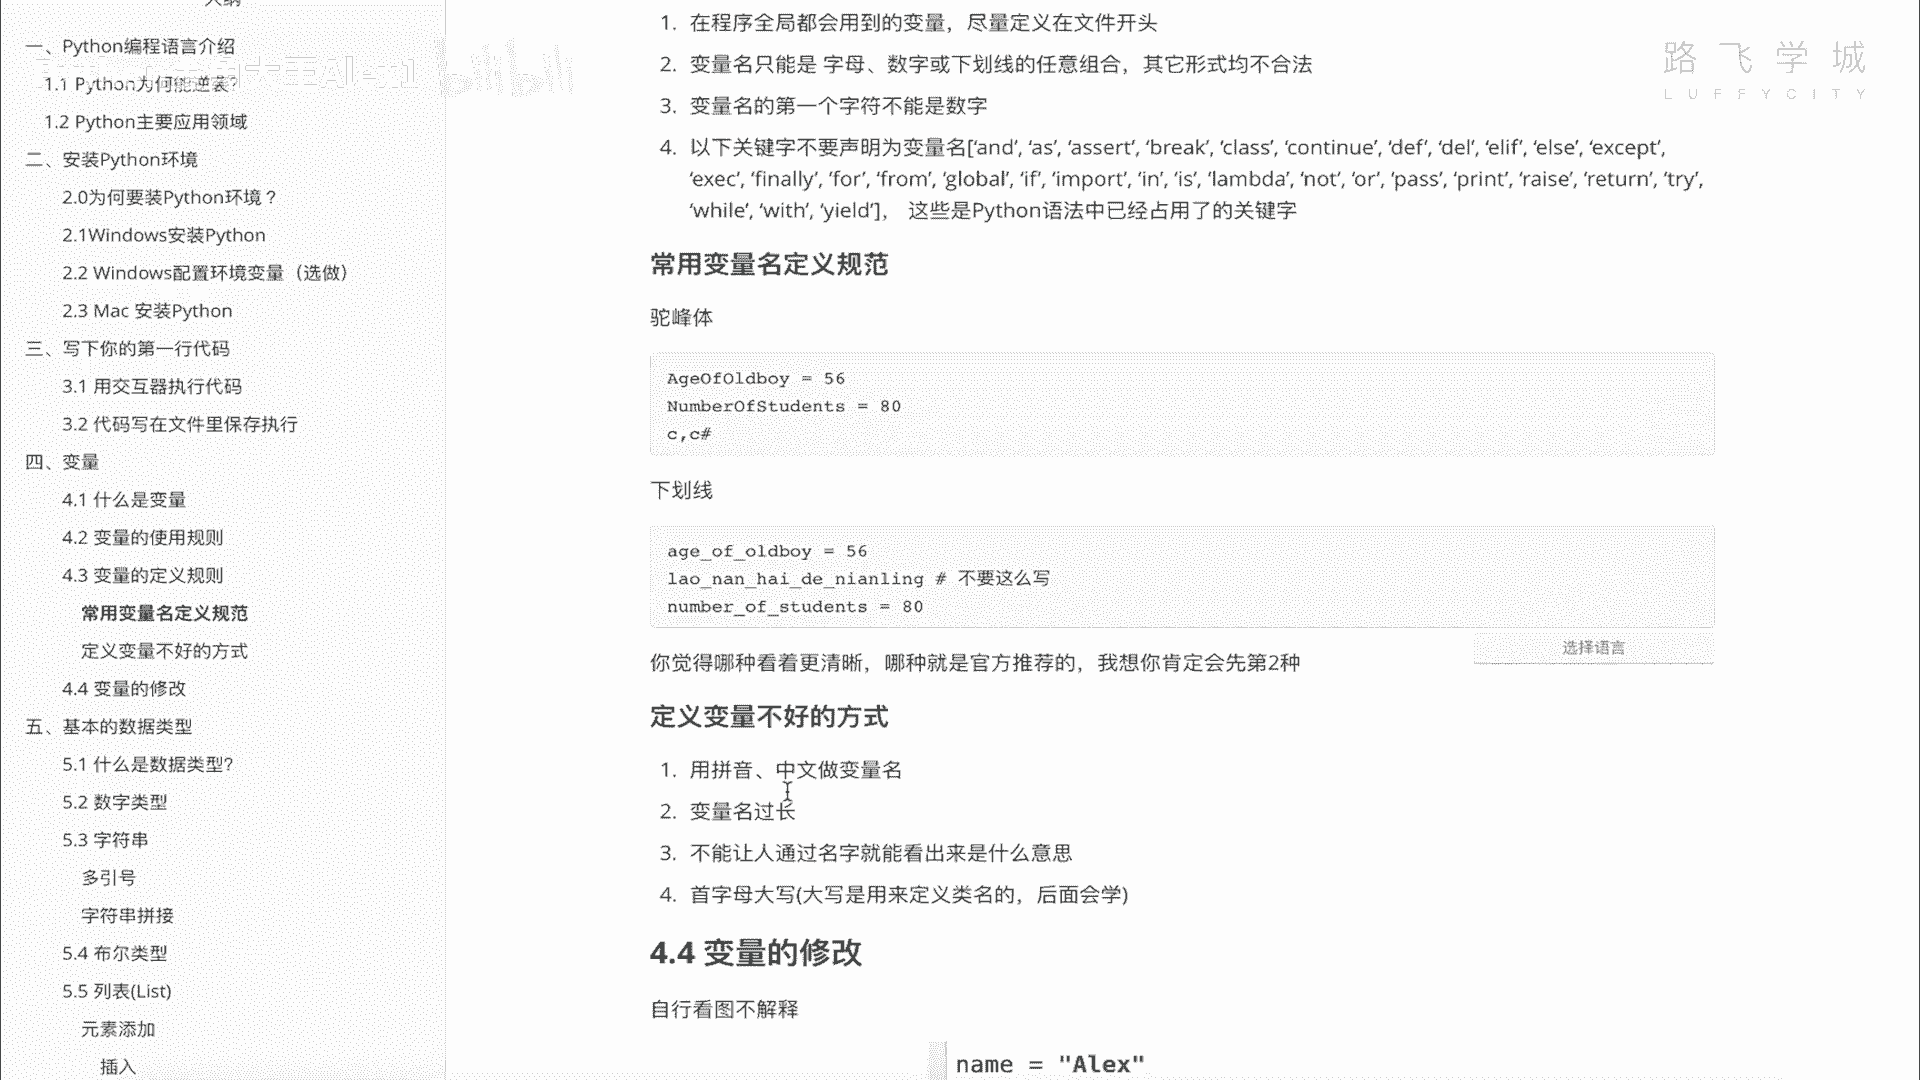 大纲
一、Python编程语言介绍
1.1 Python为何能逆袭?
1.2 Python主要应用领域
二、安装Python环境
2.0为何要装Python环境？
2.1Windows安装Python
2.2 Windows配置环境变量（选做）
2.3 Mac 安装Python
三、写下你的第一行代码
3.1 用交互器执行代码
3.2 代码写在文件里保存执行
四、变量
4.1 什么是变量
4.2 变量的使用规则
4.3 变量的定义规则
常用变量名定义规范
定义变量不好的方式
4.4 变量的修改
五、基本的数据类型
5.1 什么是数据类型?
5.2 数字类型
5.3 字符串
多引号
字符串拼接
5.4 布尔类型
5.5 列表(List)
元素添加
插入
1. 在程序全局都会用到的变量，尽量定义在文件开头
2. 变量名只能是 字母、数字或下划线的任意组合，其它形式均不合法
3. 变量名的第一个字符不能是数字
4. 以下关键字不要声明为变量名[‘and’, ‘as’, ‘assert’, ‘break’, ‘class’, ‘continue’, ‘def’, ‘del’, ‘elif’, ‘else’, ‘except’,
‘exec’, ‘finally’, ‘for’, ‘from’, ‘global’, ‘if’, ‘import’, ‘in’, ‘is’, ‘lambda’, ‘not’, ‘or’, ‘pass’, ‘print’, ‘raise’, ‘return’, ‘try’,
‘while’, ‘with’, ‘yield’]， 这些是Python语法中已经占用了的关键字
常用变量名定义规范
驼峰体
AgeOfOldboy = 56
NumberOfStudents = 80
c,c#
下划线
age_of_oldboy = 56
lao_nan_hai_de_nianling # 不要这么写
number_of_students = 80
选择语言
你觉得哪种看着更清晰，哪种就是官方推荐的，我想你肯定会先第2种
定义变量不好的方式
1. 用拼音、中文做变量名
2. 变量名过长
3. 不能让人通过名字就能看出来是什么意思
4. 首字母大写(大写是用来定义类名的，后面会学)
4.4 变量的修改
自行看图不解释
name = "Alex"
路飞学城
LUFFYCITY
bilibili